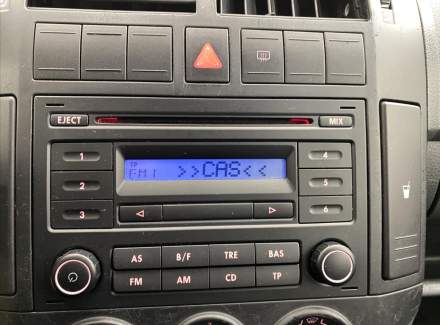 EJECT MIX
1 TP 4
FM1 >>CAS<<
2 5
3 ◁ ▷ 6
AS B/F TRE BAS
FM AM CD TP